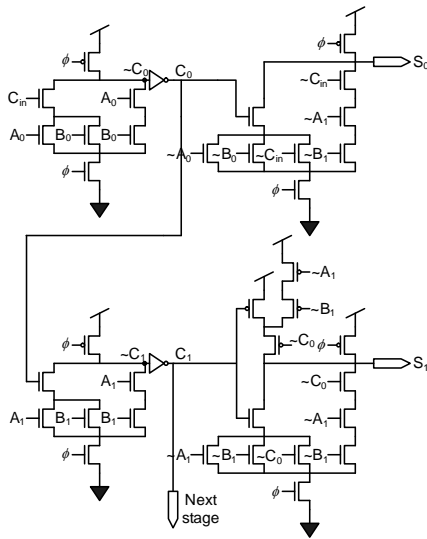 ϕ
ϕ
~C₀ C₀
S₀
Cin
A₀
~Cin
~A₁
A₀ B₀ B₀
~A₀ ~B₀ ~Cin ~B₁
ϕ
ϕ
~A₁
~B₁
ϕ
~C₁ C₁
~C₀ ϕ
S₁
A₁
~C₀
A₁ B₁ B₁
~A₁
~A₁ ~B₁ ~C₀ ~B₁
ϕ
ϕ
Next
stage